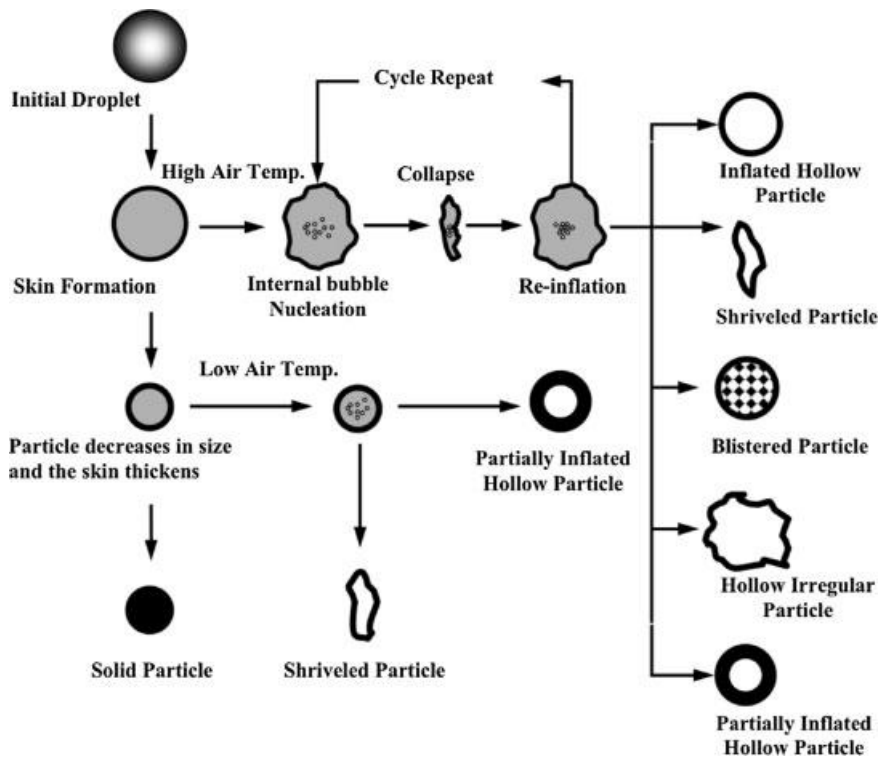 Initial Droplet
Cycle Repeat
High Air Temp.
Collapse
Inflated Hollow
Particle
Skin Formation
Internal bubble
Nucleation
Re-inflation
Shriveled Particle
Low Air Temp.
Particle decreases in size
and the skin thickens
Partially Inflated
Hollow Particle
Blistered Particle
Hollow Irregular
Particle
Solid Particle
Shriveled Particle
Partially Inflated
Hollow Particle